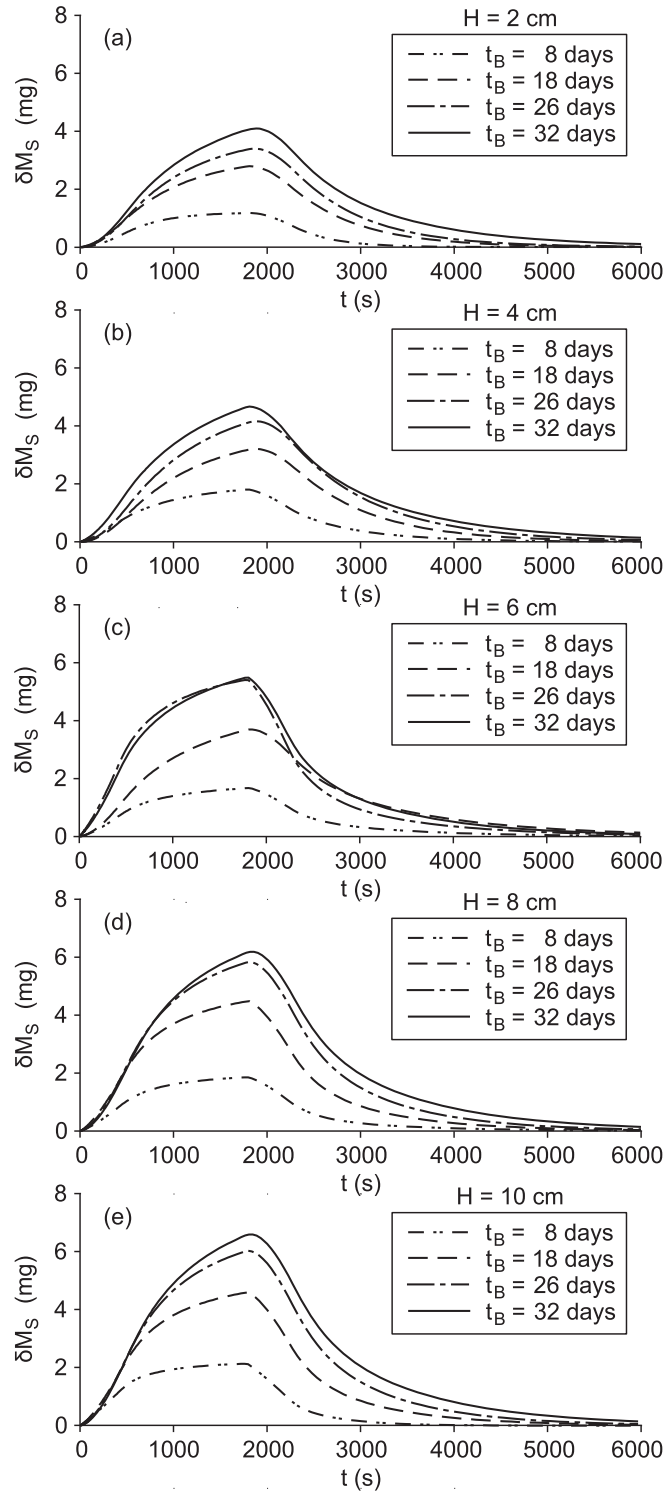 (a)
H = 2 cm
8
6
4
2
0
δM_S (mg)
t_B = 8 days
t_B = 18 days
t_B = 26 days
t_B = 32 days
0 1000 2000 3000 4000 5000 6000
t (s)
(b)
H = 4 cm
8
6
4
2
0
δM_S (mg)
t_B = 8 days
t_B = 18 days
t_B = 26 days
t_B = 32 days
0 1000 2000 3000 4000 5000 6000
t (s)
(c)
H = 6 cm
8
6
4
2
0
δM_S (mg)
t_B = 8 days
t_B = 18 days
t_B = 26 days
t_B = 32 days
0 1000 2000 3000 4000 5000 6000
t (s)
(d)
H = 8 cm
8
6
4
2
0
δM_S (mg)
t_B = 8 days
t_B = 18 days
t_B = 26 days
t_B = 32 days
0 1000 2000 3000 4000 5000 6000
t (s)
(e)
H = 10 cm
8
6
4
2
0
δM_S (mg)
t_B = 8 days
t_B = 18 days
t_B = 26 days
t_B = 32 days
0 1000 2000 3000 4000 5000 6000
t (s)